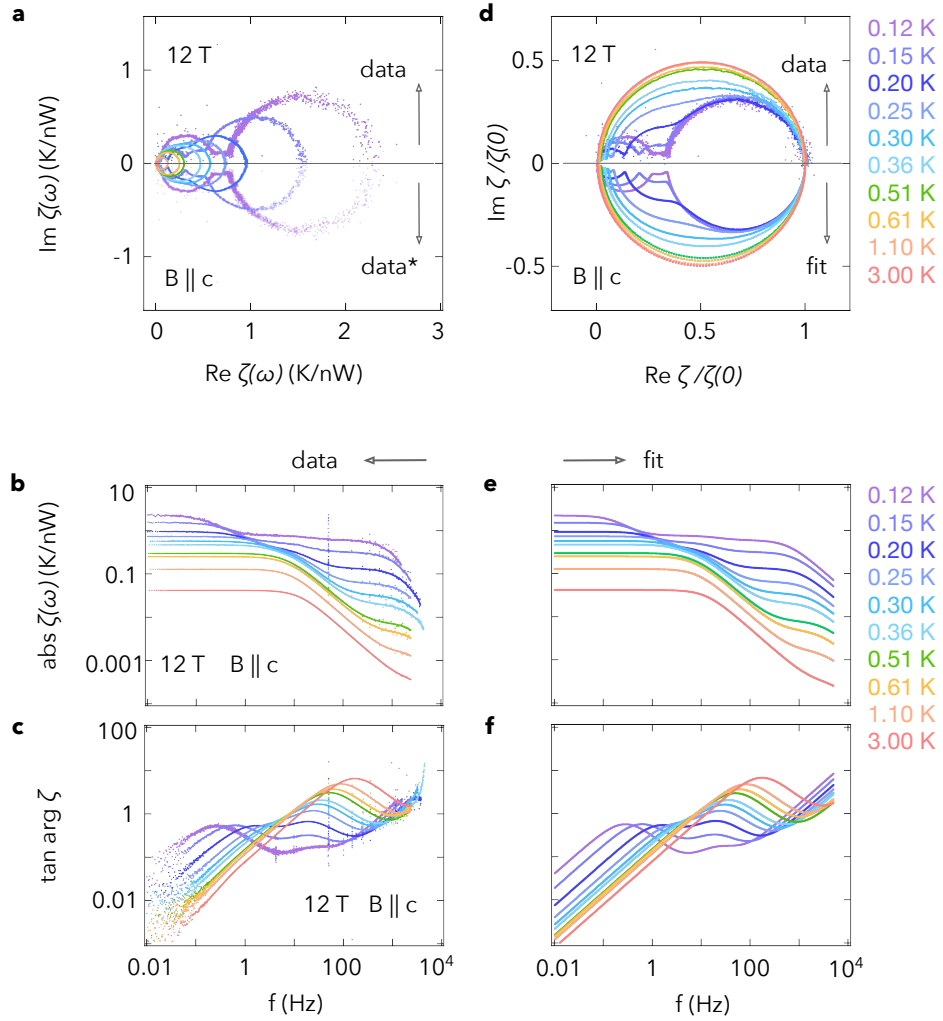 a
12 T
data
data*
B || c
Im ζ(ω) (K/nW)
1
0
-1
0
1
2
3
Re ζ(ω) (K/nW)
d
12 T
data
fit
B || c
Im ζ /ζ(0)
0.5
0
-0.5
0
0.5
1
Re ζ /ζ(0)
0.12 K
0.15 K
0.20 K
0.25 K
0.30 K
0.36 K
0.51 K
0.61 K
1.10 K
3.00 K
data
fit
b
abs ζ(ω) (K/nW)
10
0.1
0.001
12 T B || c
e
0.12 K
0.15 K
0.20 K
0.25 K
0.30 K
0.36 K
0.51 K
0.61 K
1.10 K
3.00 K
c
tan arg ζ
100
1
0.01
12 T B || c
0.01
1
100
10⁴
f (Hz)
f
0.01
1
100
10⁴
f (Hz)